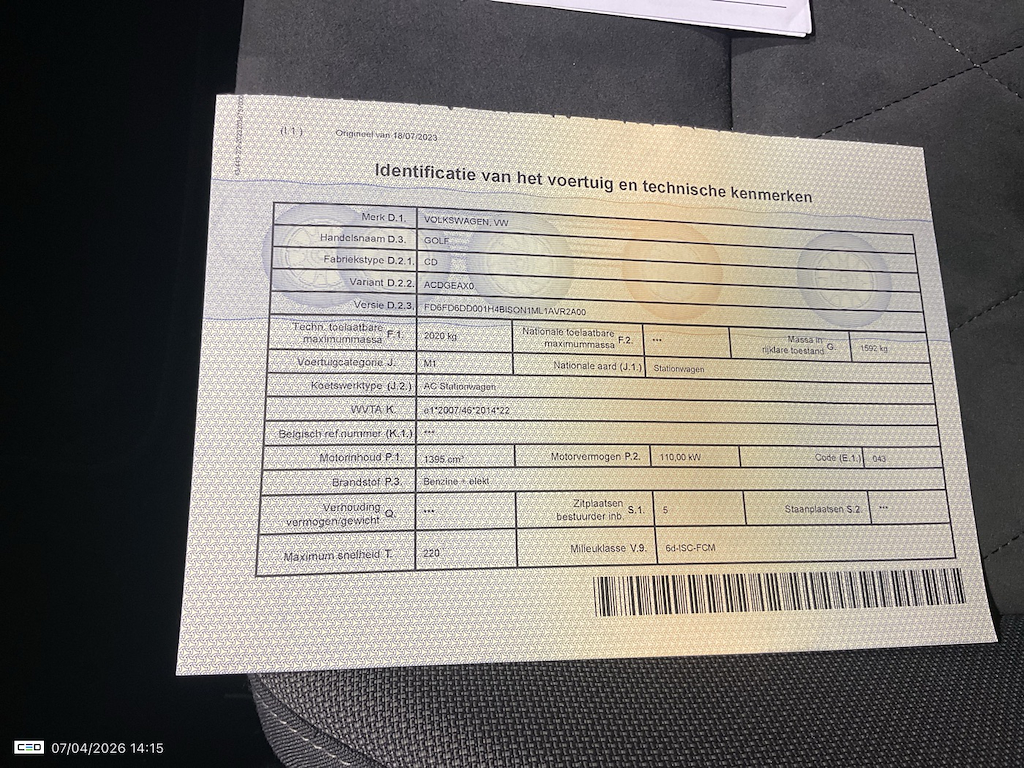 (I.1 ) Origineel van 18/07/2023
Identificatie van het voertuig en technische kenmerken
Merk D.1. VOLKSWAGEN, VW
Handelsnaam D.3. GOLF
Fabriekstype D.2.1. CD
Variant D.2.2. ACDGEAX0
Versie D.2.3. FD6FD6DD001H4BISON1ML1AVR2A00
Techn. toelaatbare maximummassa F.1. 2020 kg Nationale toelaatbare maximummassa F.2. *** Massa in rijklare toestand G. 1592 kg
Voertuigcategorie J. M1 Nationale aard (J.1.) Stationwagen
Koetswerktype (J.2.) AC Stationwagen
WVTA K. e1*2007/46*2014*22
Belgisch ref.nummer (K.1.) ***
Motorinhoud P.1. 1395 cm³ Motorvermogen P.2. 110,00 kW Code (E.1.) 043
Brandstof P.3. Benzine + elekt
Verhouding vermogen/gewicht Q. *** Zitplaatsen bestuurder inb. S.1. 5 Staanplaatsen S.2. ***
Maximum snelheid T. 220 Milieuklasse V.9. 6d-ISC-FCM
CEO 07/04/2026 14:15